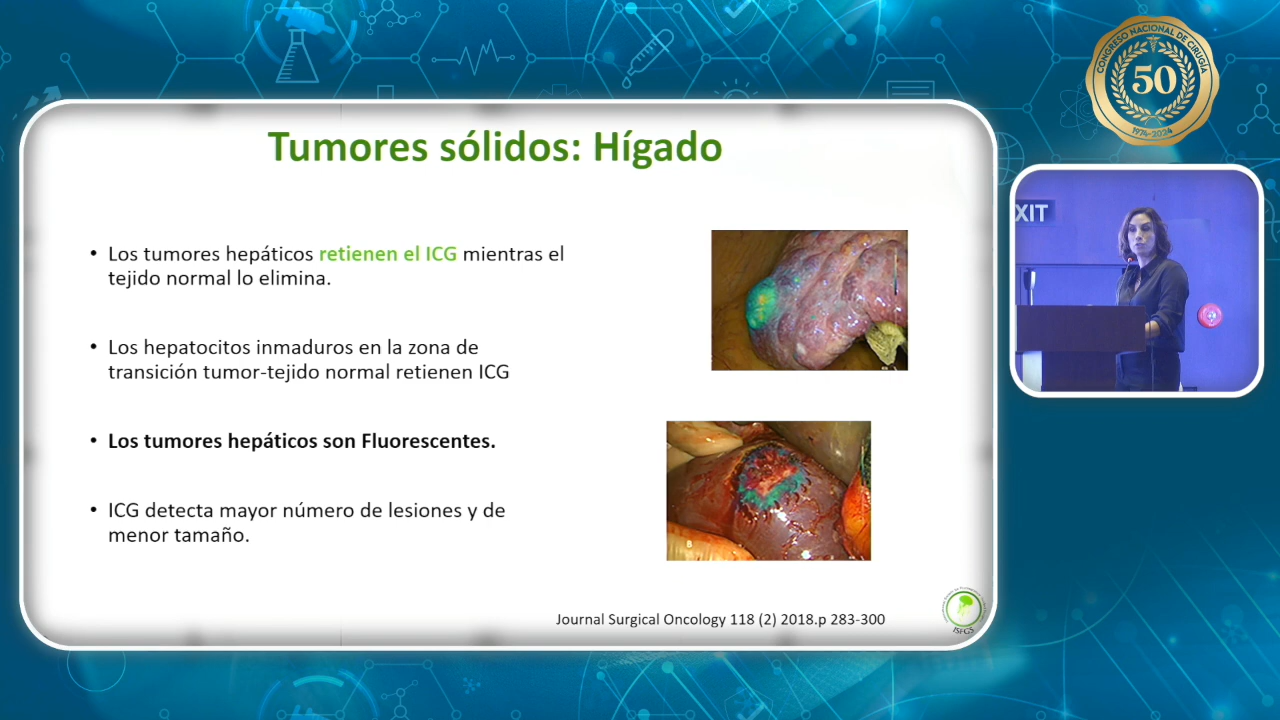 Tumores sólidos: Hígado
• Los tumores hepáticos retienen el ICG mientras el
tejido normal lo elimina.
• Los hepatocitos inmaduros en la zona de
transición tumor-tejido normal retienen ICG
• Los tumores hepáticos son Fluorescentes.
• ICG detecta mayor número de lesiones y de
menor tamaño.
Journal Surgical Oncology 118 (2) 2018.p 283-300
ISFGS
CONGRESO NACIONAL DE CIRUGÍA
50
1974-2024
XIT